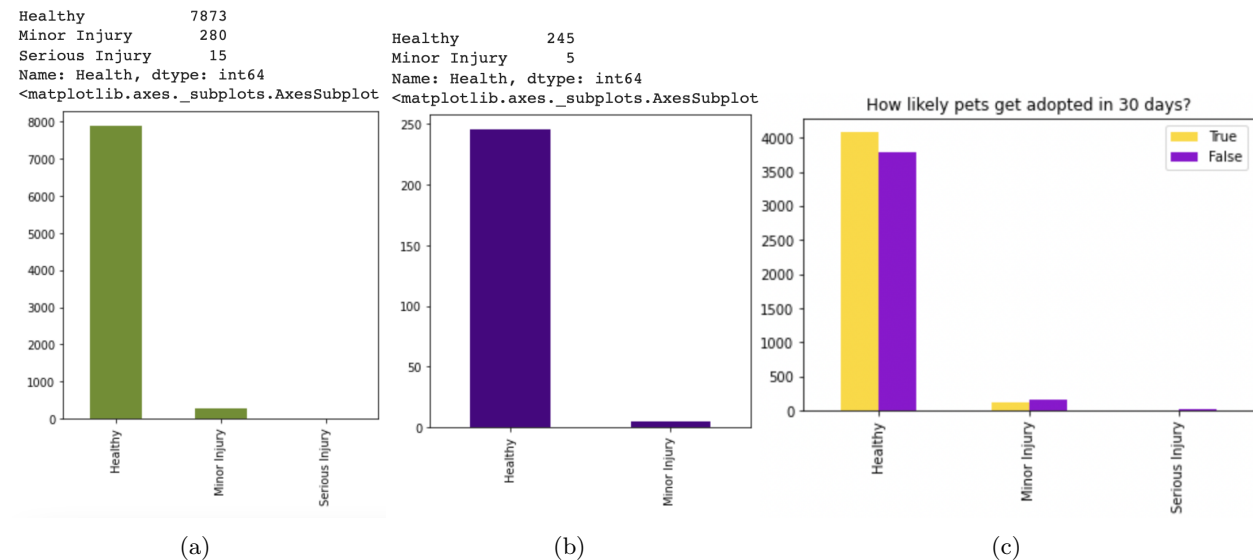 Healthy 7873
Minor Injury 280
Serious Injury 15
Name: Health, dtype: int64
<matplotlib.axes._subplots.AxesSubplot
8000
7000
6000
5000
4000
3000
2000
1000
0
Healthy
Minor Injury
Serious Injury
(a)
Healthy 245
Minor Injury 5
Name: Health, dtype: int64
<matplotlib.axes._subplots.AxesSubplot
250
200
150
100
50
0
Healthy
Minor Injury
(b)
How likely pets get adopted in 30 days?
True
False
4000
3500
3000
2500
2000
1500
1000
500
0
Healthy
Minor Injury
Serious Injury
(c)